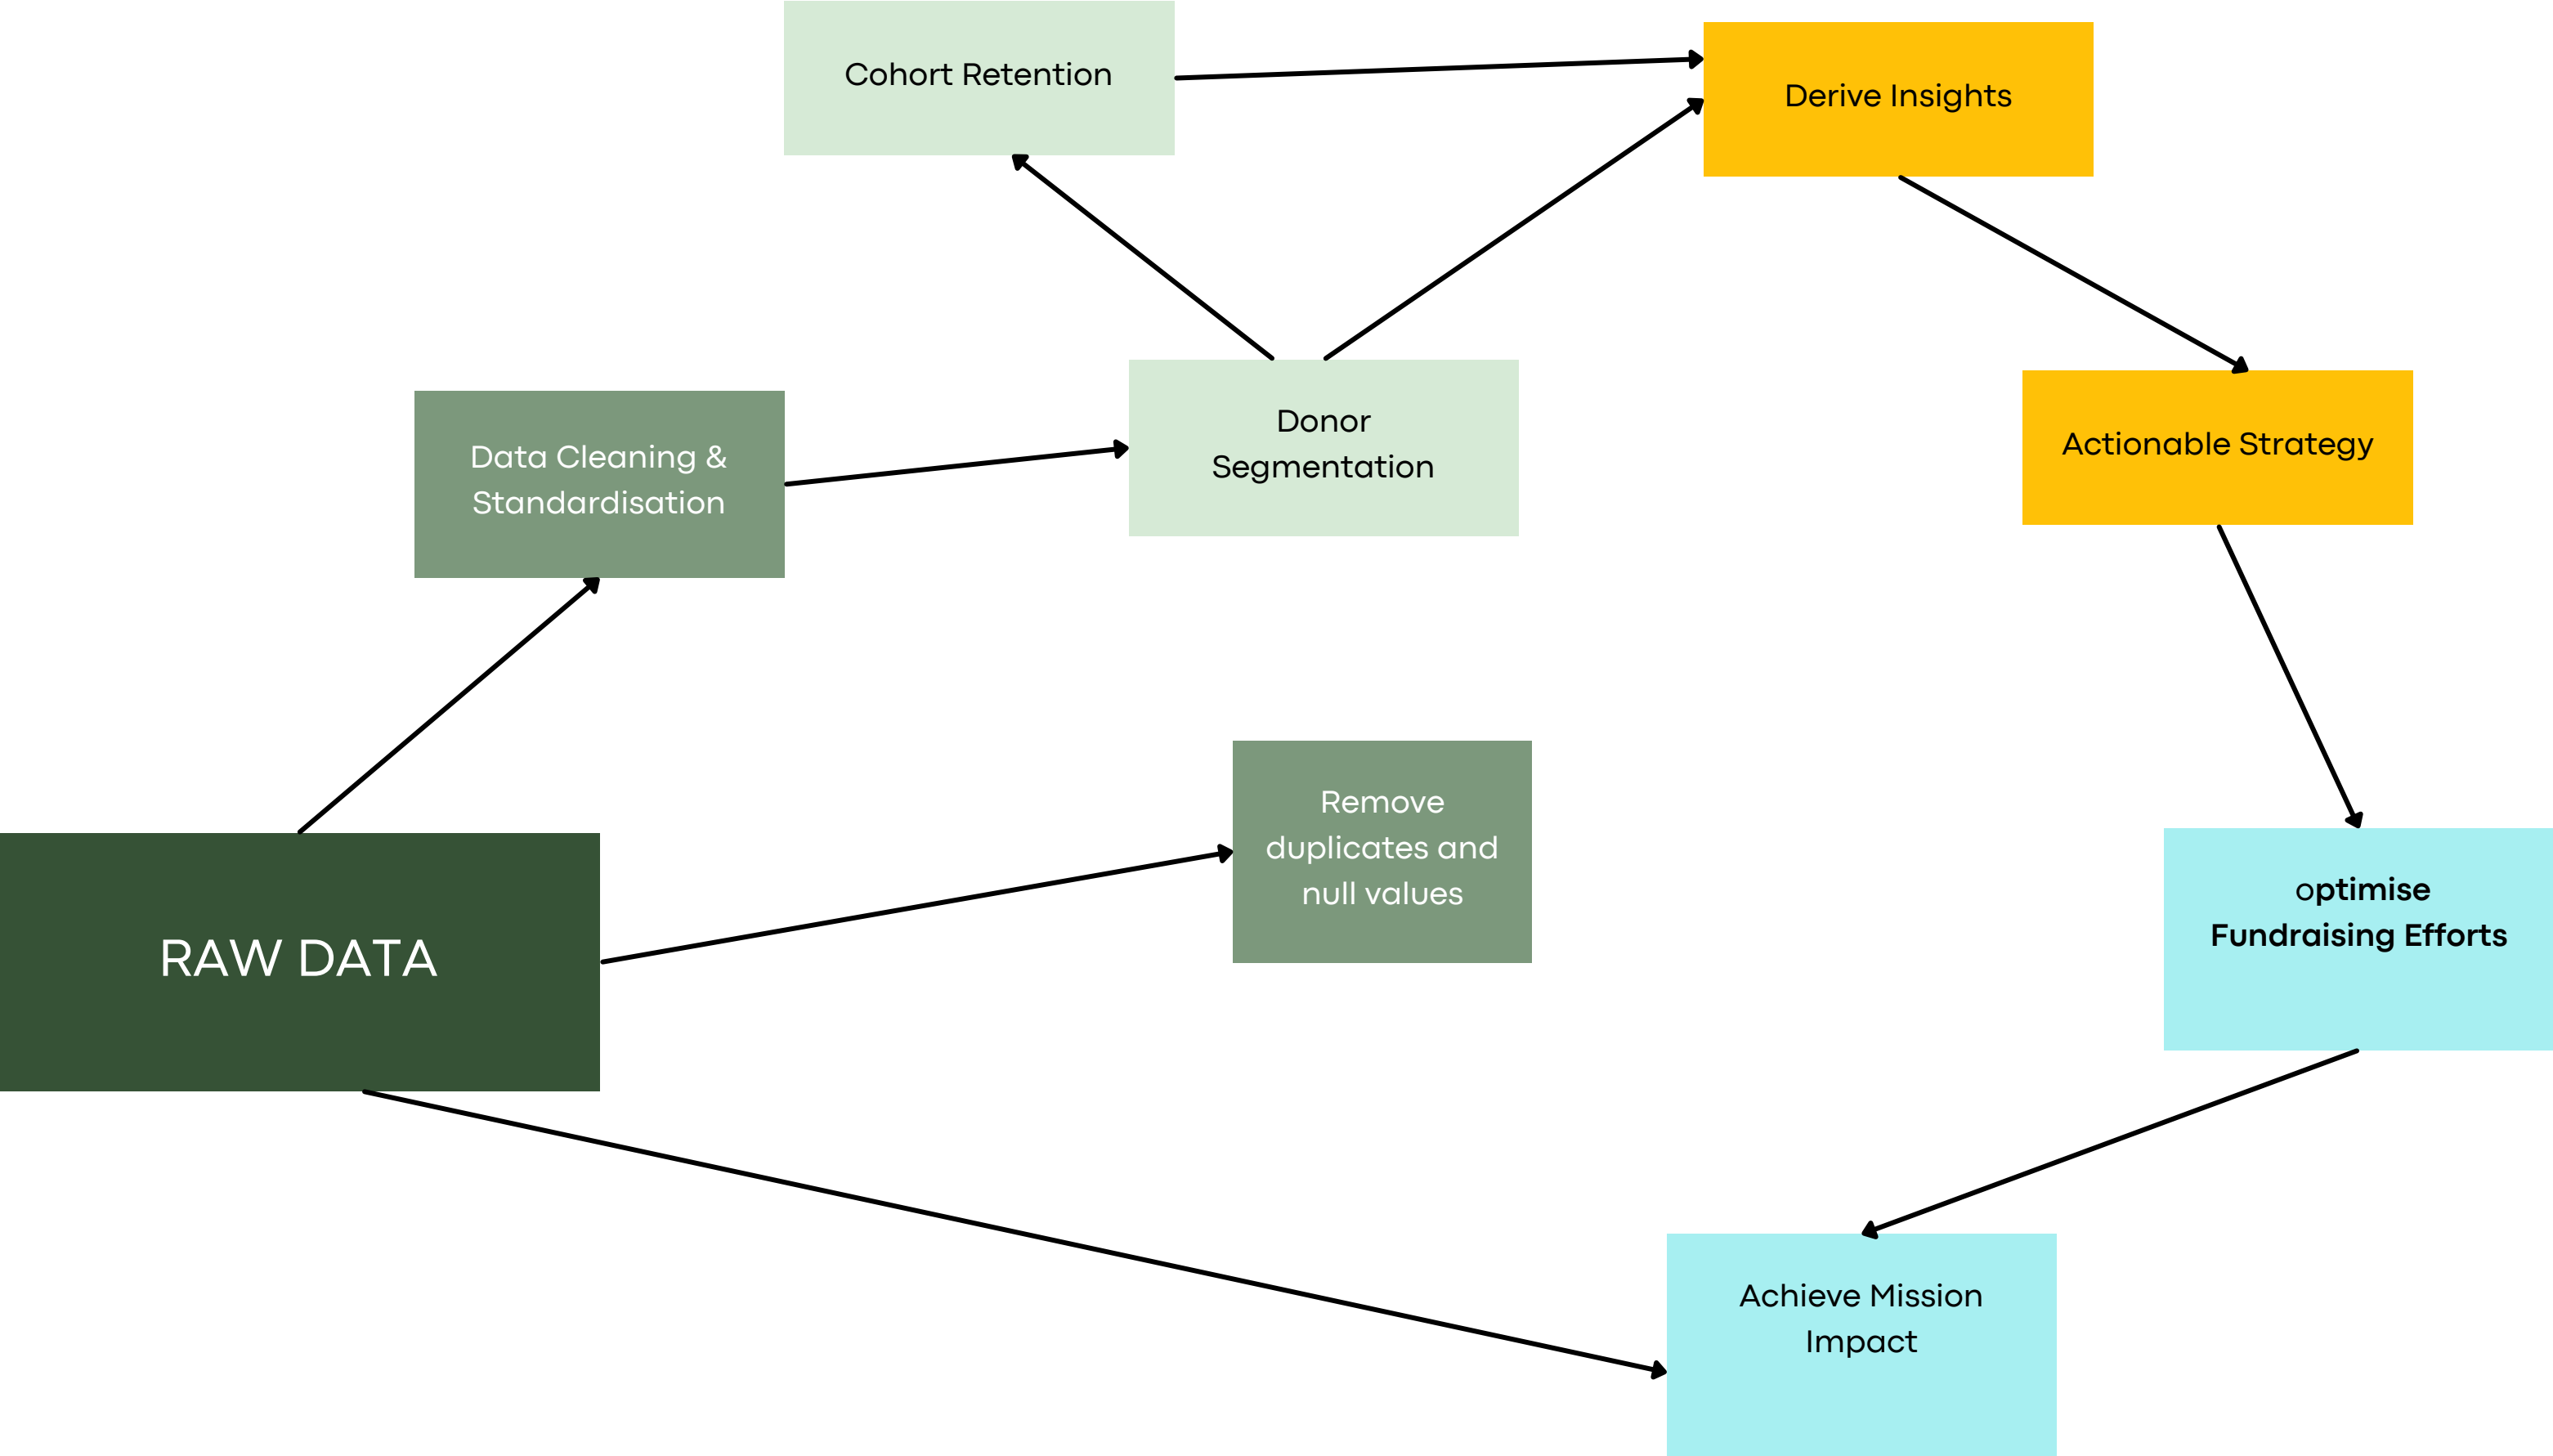 Cohort Retention
Derive Insights
Donor
Segmentation
Actionable Strategy
Data Cleaning &
Standardisation
Remove
duplicates and
null values
RAW DATA
optimise
Fundraising Efforts
Achieve Mission
Impact